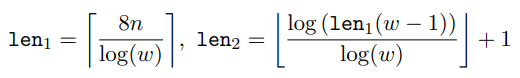 len₁ = ⌈8n / log(w)⌉, len₂ = ⌊log (len₁(w − 1)) / log(w)⌋ + 1